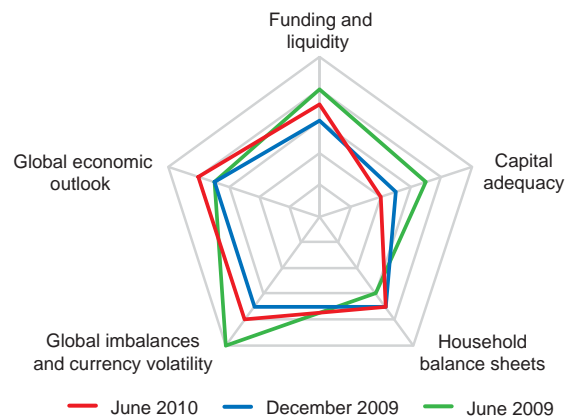 Funding and
liquidity
Global economic
outlook
Capital
adequacy
Global imbalances
and currency volatility
Household
balance sheets
June 2010
December 2009
June 2009